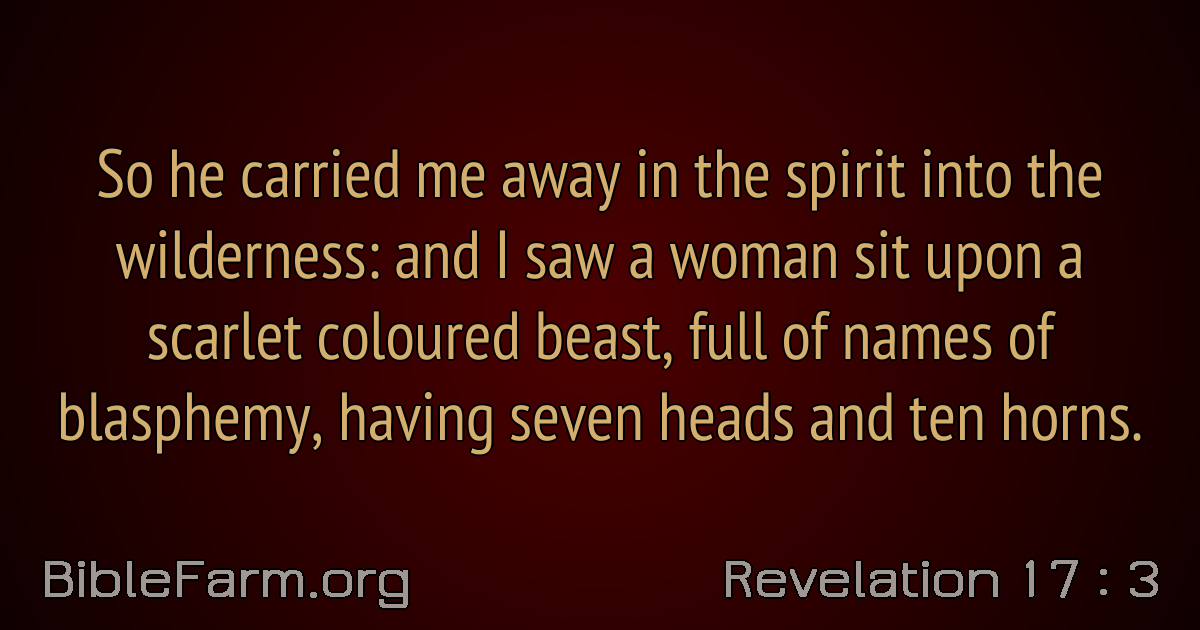 So he carried me away in the spirit into the
wilderness: and I saw a woman sit upon a
scarlet coloured beast, full of names of
blasphemy, having seven heads and ten horns.
BibleFarm.org
Revelation 17 : 3